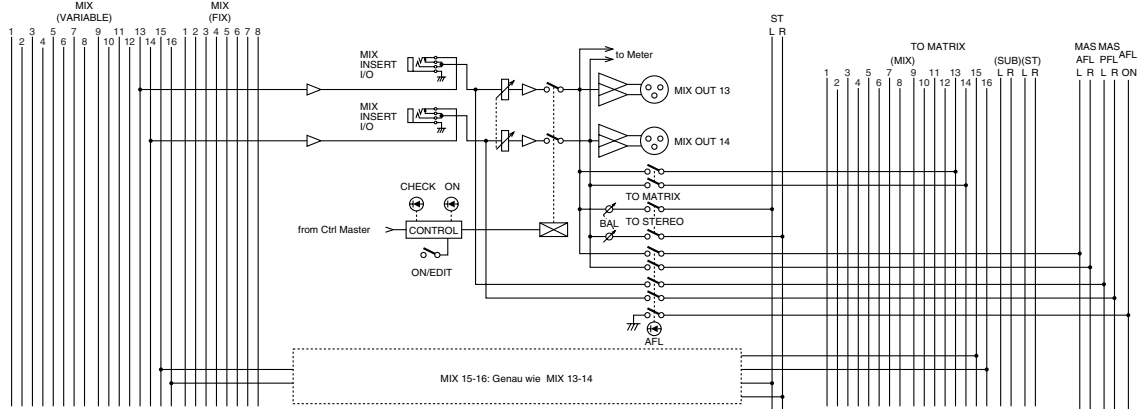 MIX
(VARIABLE)
1 2 3 4 5 6 7 8 9 10 11 12 13 14 15 16
MIX
(FIX)
1 2 3 4 5 6 7 8
MIX
INSERT
I/O
MIX
INSERT
I/O
to Meter
MIX OUT 13
MIX OUT 14
ST
L R
TO MATRIX
(MIX)
1 2 3 4 5 6 7 8 9 10 11 12 13 14 15 16
(SUB) (ST)
L R L R
MAS MAS
AFL PFL AFL
L R L R ON
CHECK ON
from Ctrl Master
CONTROL
ON/EDIT
TO MATRIX
BAL
TO STEREO
AFL
MIX 15-16: Genau wie MIX 13-14